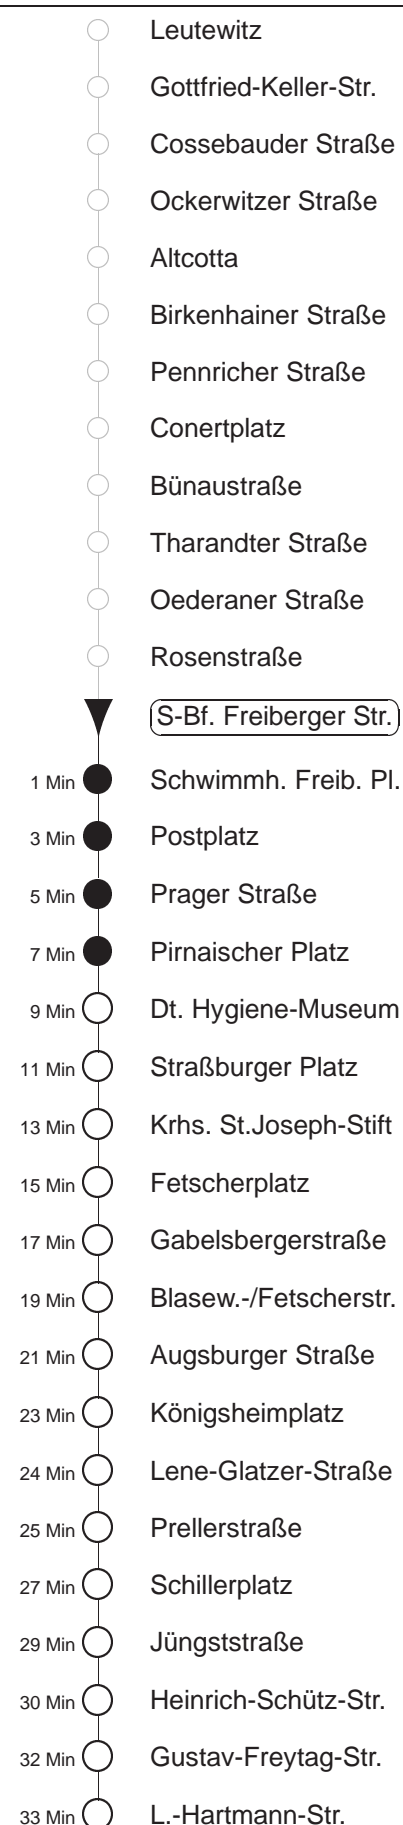 Leutewitz
Gottfried-Keller-Str.
Cossebauder Straße
Ockerwitzer Straße
Altcotta
Birkenhainer Straße
Pennricher Straße
Conertplatz
Bünaustraße
Tharandter Straße
Oederaner Straße
Rosenstraße
S-Bf. Freiberger Str.
1 Min Schwimmh. Freib. Pl.
3 Min Postplatz
5 Min Prager Straße
7 Min Pirnaischer Platz
9 Min Dt. Hygiene-Museum
11 Min Straßburger Platz
13 Min Krhs. St.Joseph-Stift
15 Min Fetscherplatz
17 Min Gabelsbergerstraße
19 Min Blasew.-/Fetscherstr.
21 Min Augsburger Straße
23 Min Königsheimplatz
24 Min Lene-Glatzer-Straße
25 Min Prellerstraße
27 Min Schillerplatz
29 Min Jüngststraße
30 Min Heinrich-Schütz-Str.
32 Min Gustav-Freytag-Str.
33 Min L.-Hartmann-Str.